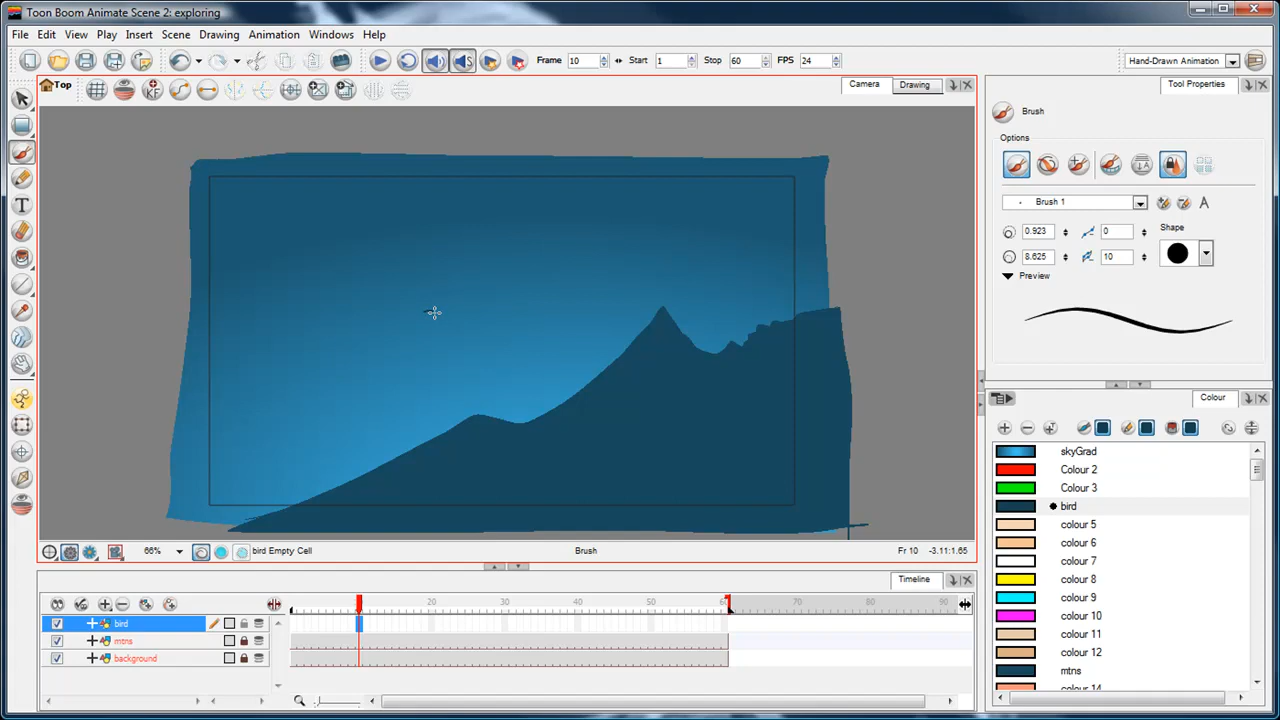 Toon Boom Animate Scene 2: exploring
File Edit View Play Insert Scene Drawing Animation Windows Help
Frame 10 Start 1 Stop 60 FPS 24 Hand-Drawn Animation
Top Camera Drawing Tool Properties
Brush
Options
Brush 1
0.923 0 Shape
8.625 10
Preview
Colour
skyGrad
Colour 2
Colour 3
bird
colour 5
colour 6
colour 7
colour 8
colour 9
colour 10
colour 11
colour 12
mtns
colour 14
66% bird Empty Cell Brush Fr 10 -3.11:1.65
Timeline
20 30 40 50 60 70 80 90
bird
mtns
background